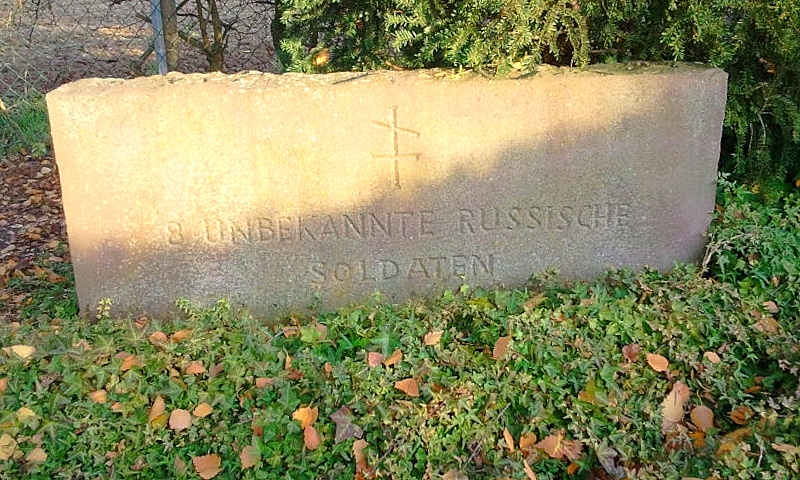 8 UNBEKANNTE RUSSISCHE
SOLDATEN